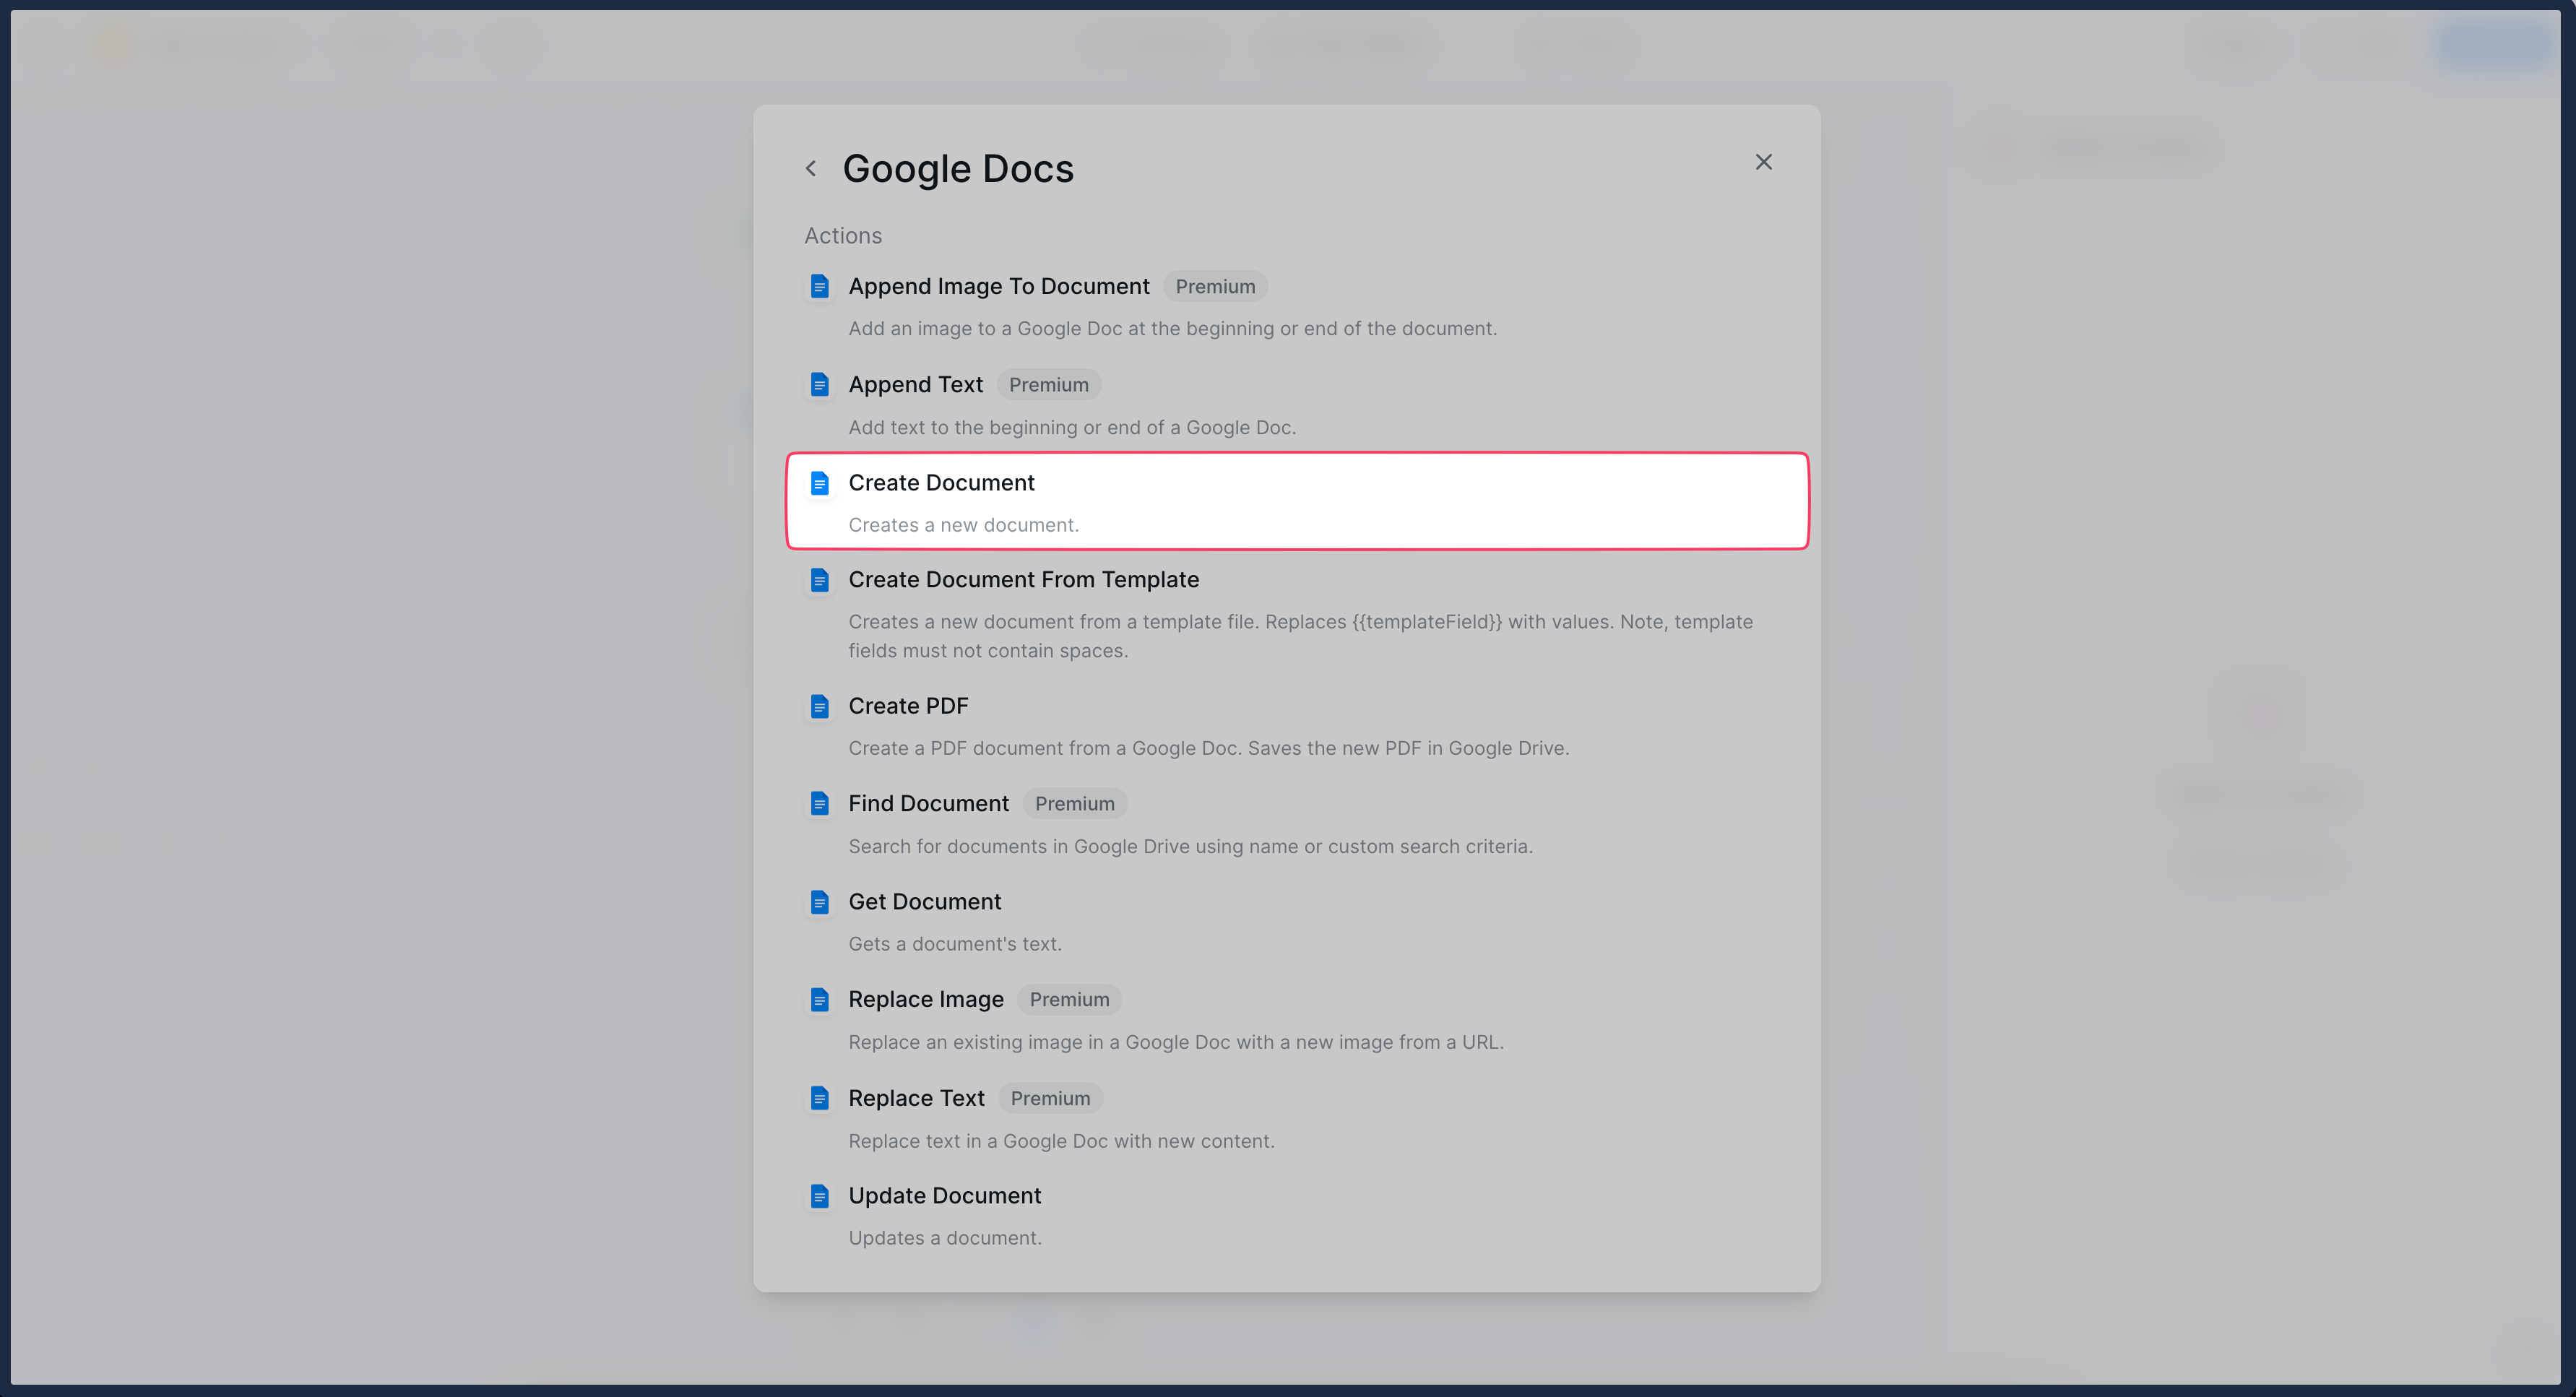 Google Docs
Actions
Append Image To Document Premium
Add an image to a Google Doc at the beginning or end of the document.
Append Text Premium
Add text to the beginning or end of a Google Doc.
Create Document
Creates a new document.
Create Document From Template
Creates a new document from a template file. Replaces {{templateField}} with values. Note, template
fields must not contain spaces.
Create PDF
Create a PDF document from a Google Doc. Saves the new PDF in Google Drive.
Find Document Premium
Search for documents in Google Drive using name or custom search criteria.
Get Document
Gets a document's text.
Replace Image Premium
Replace an existing image in a Google Doc with a new image from a URL.
Replace Text Premium
Replace text in a Google Doc with new content.
Update Document
Updates a document.